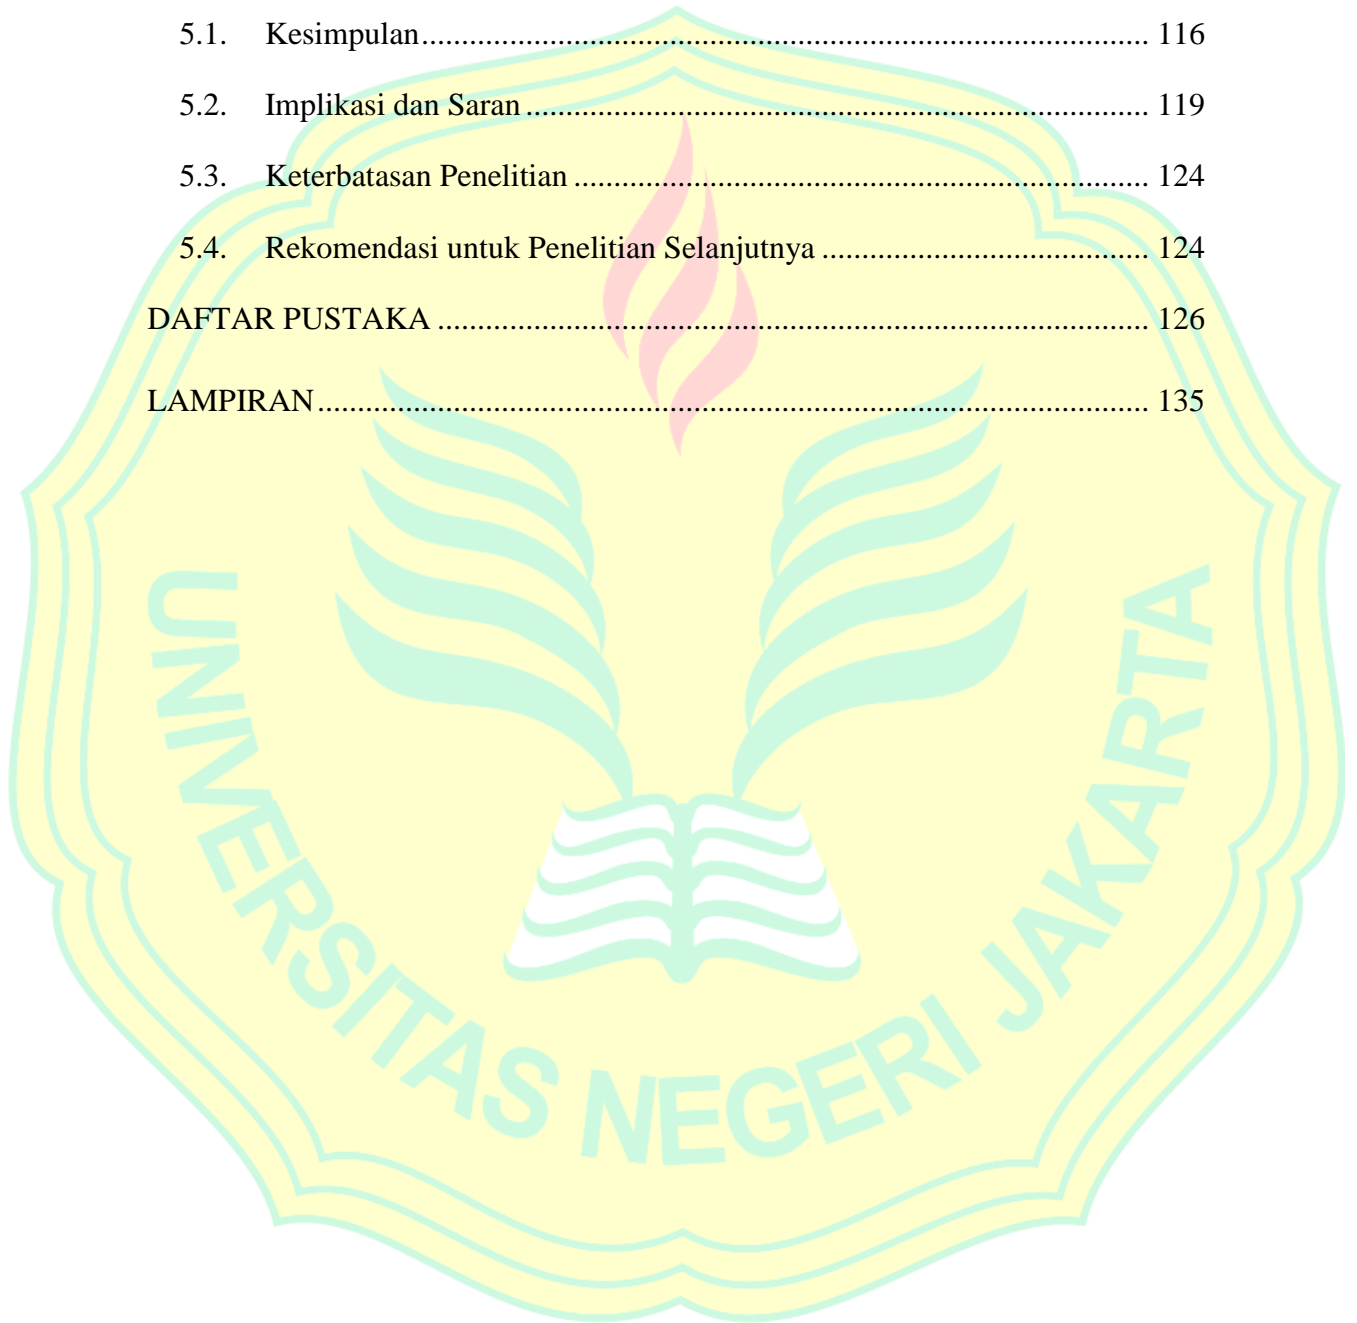 5.1. Kesimpulan........................................................................................... 116
5.2. Implikasi dan Saran.............................................................................. 119
5.3. Keterbatasan Penelitian........................................................................ 124
5.4. Rekomendasi untuk Penelitian Selanjutnya......................................... 124
DAFTAR PUSTAKA......................................................................................... 126
LAMPIRAN........................................................................................................ 135
UNIVERSITAS NEGERI JAKARTA